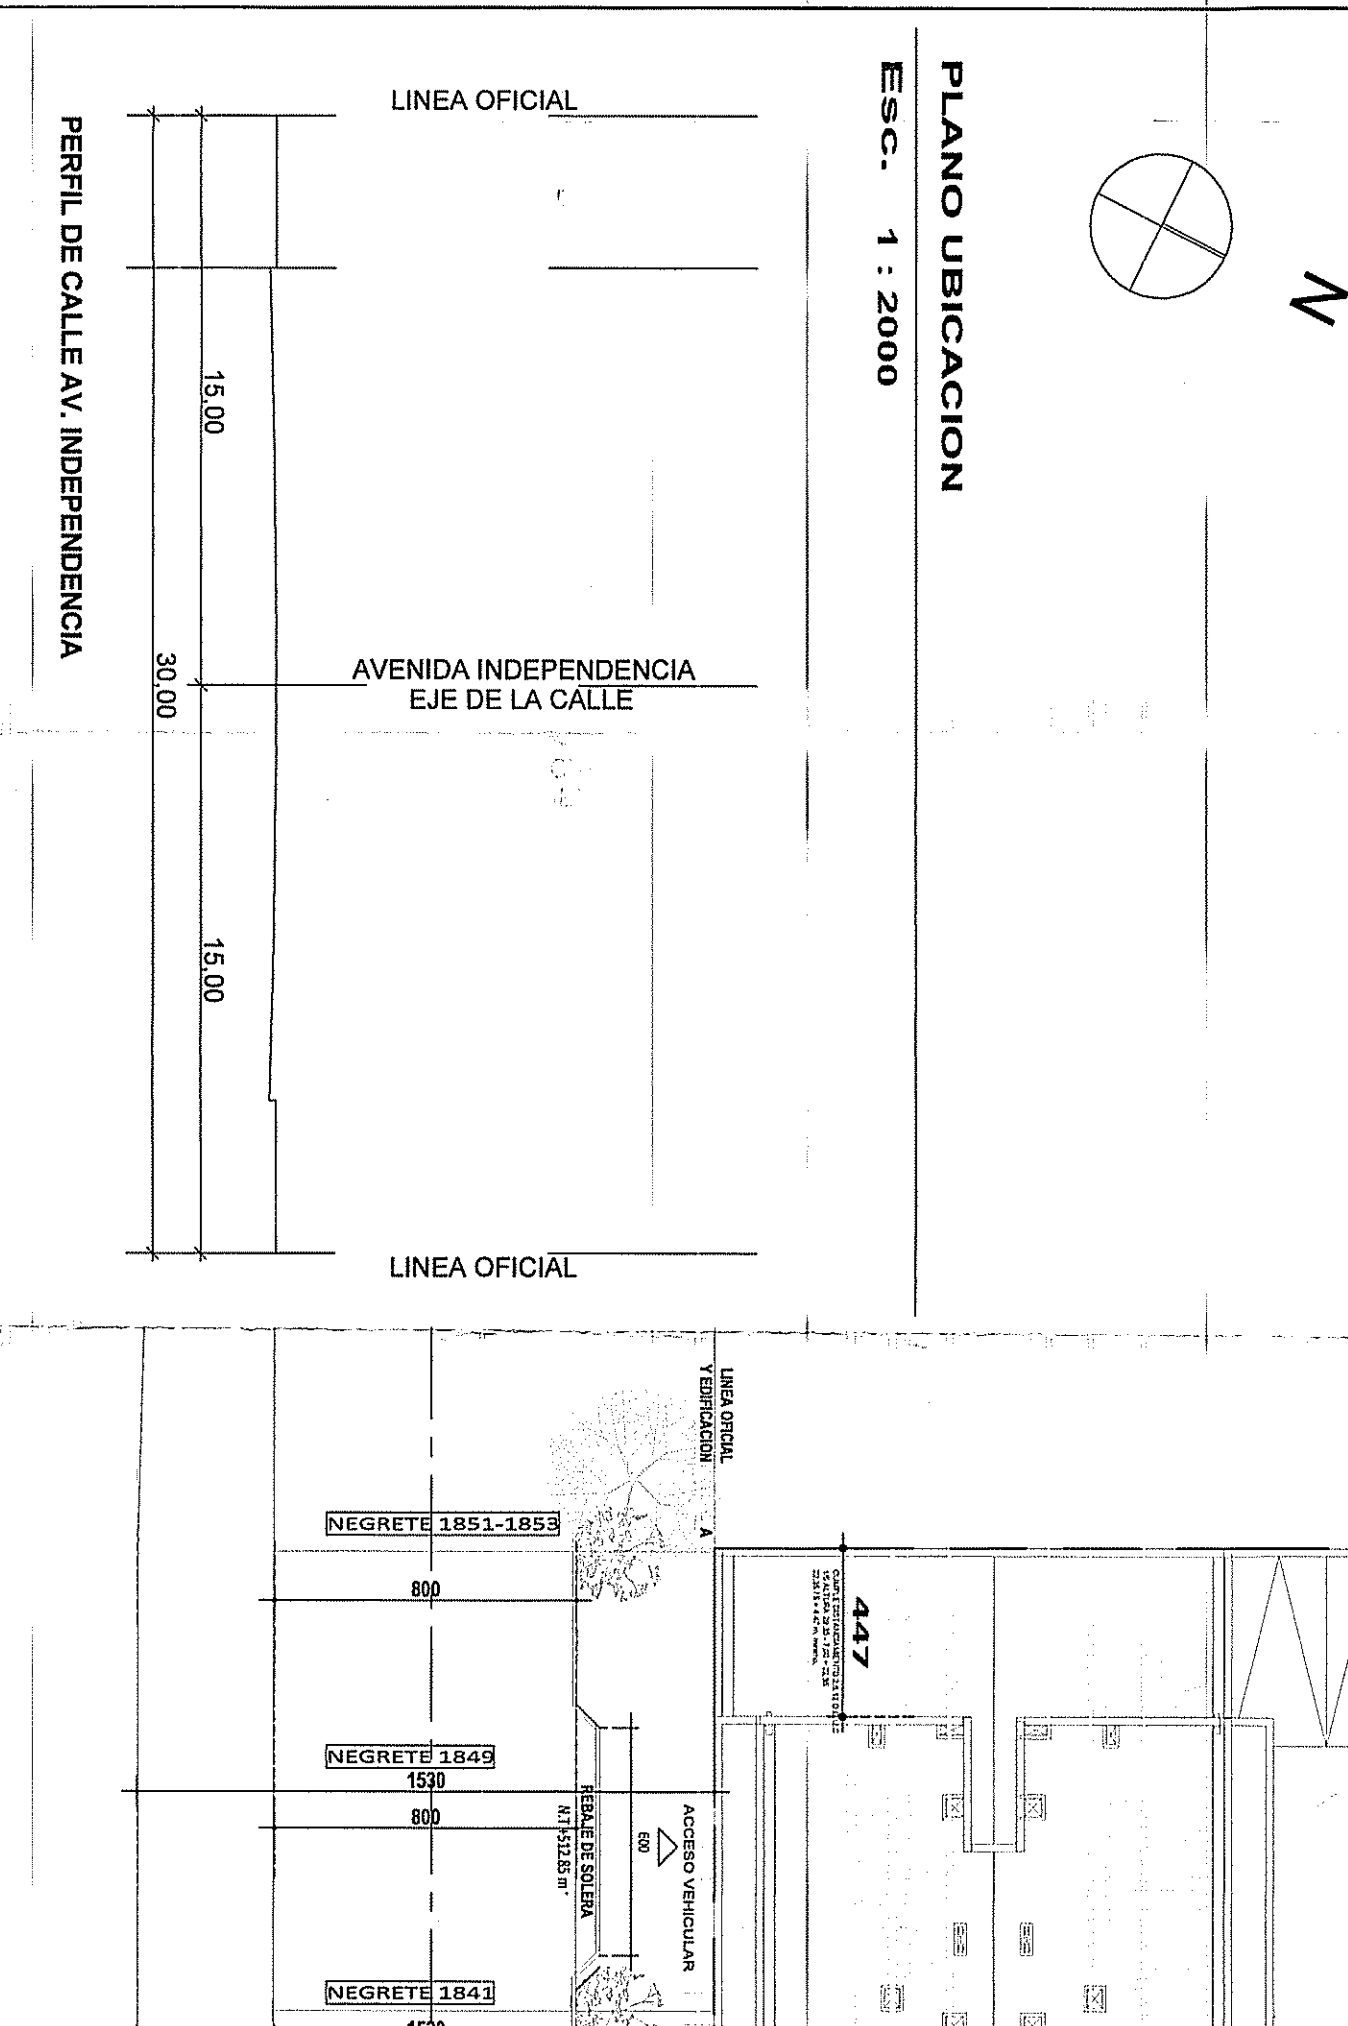 N
PLANO UBICACION
ESC. 1 : 2000
LINEA OFICIAL
15,00
AVENIDA INDEPENDENCIA
EJE DE LA CALLE
30,00
15,00
LINEA OFICIAL
PERFIL DE CALLE AV. INDEPENDENCIA
LINEA OFICIAL
Y EDIFICACION
A
NEGRETE 1851-1853
800
447
NEGRETE 1849
1530
800
REBAJE DE SOLERA
N.T +512.85 m
600
ACCESO VEHICULAR
NEGRETE 1841